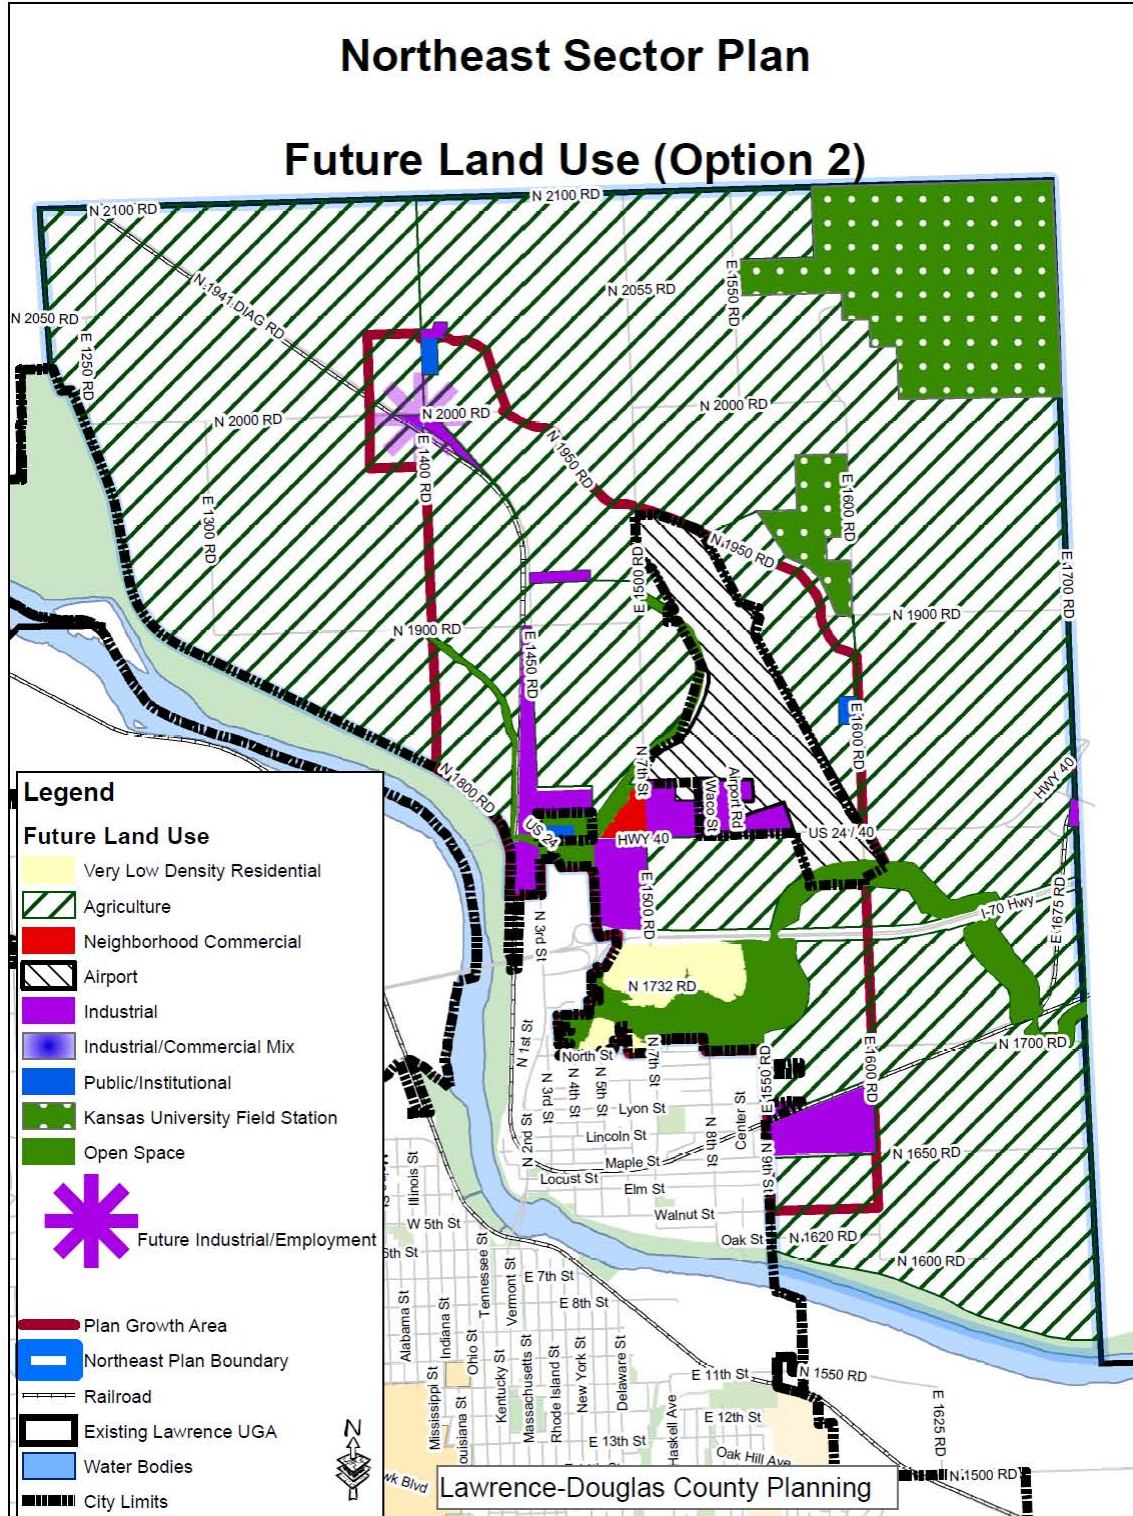 Northeast Sector Plan
Future Land Use (Option 2)
N 2100 RD
N 2100 RD
N 1941 DIAG RD
N 2055 RD
E 1550 RD
N 2050 RD
E 1250 RD
N 2000 RD
N 2000 RD
N 2000 RD
E 1400 RD
N 1950 RD
E 1300 RD
E 1600 RD
N 1950 RD
E 1500 RD
E 1700 RD
N 1900 RD
N 1900 RD
E 1450 RD
E 1600 RD
N 1800 RD
N 7th St
Waco St
Airport Rd
HWY 40
US 24
HWY 40
US 24 / 40
E 1500 RD
I-70 Hwy
E 1675 RD
N 3rd St
N 1732 RD
N 1st St
North St
N 7th St
N 1700 RD
E 1550 RD
E 1600 RD
N 3rd St
N 4th St
N 5th St
Lyon St
Lincoln St
N 8th St
Center St
N 2nd St
Maple St
N 9th St
N 1650 RD
Locust St
Elm St
Illinois St
W 5th St
Walnut St
6th St
Oak St
N 1620 RD
N 1600 RD
Tennessee St
Vermont St
E 7th St
E 8th St
Alabama St
Indiana St
Ohio St
Kentucky St
Massachusetts St
Rhode Island St
New York St
Delaware St
E 11th St
N 1550 RD
Mississippi St
ouisiana St
Haskell Ave
E 12th St
E 13th St
Oak Hill Ave
E 1625 RD
N 1500 RD
wk Blvd
Legend
Future Land Use
Very Low Density Residential
Agriculture
Neighborhood Commercial
Airport
Industrial
Industrial/Commercial Mix
Public/Institutional
Kansas University Field Station
Open Space
Future Industrial/Employment
Plan Growth Area
Northeast Plan Boundary
Railroad
Existing Lawrence UGA
Water Bodies
City Limits
N
Lawrence-Douglas County Planning